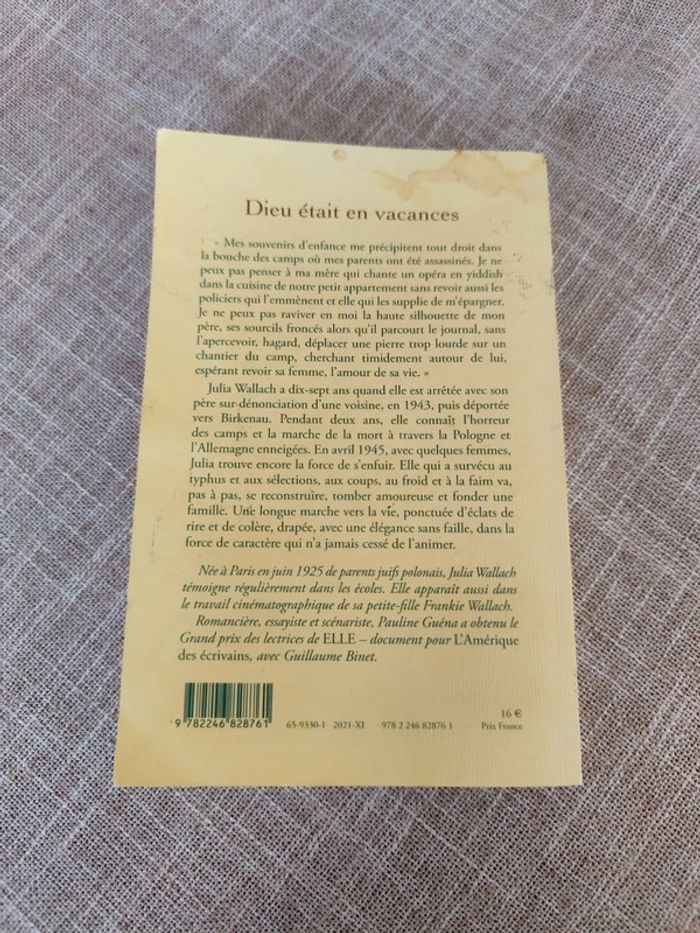 Dieu était en vacances
« Mes souvenirs d'enfance me précipitent tout droit dans
la bouche des camps où mes parents ont été assassinés. Je ne
peux pas penser à ma mère qui chante un opéra en yiddish
dans la cuisine de notre petit appartement sans revoir aussi les
policiers qui l'emmènent et elle qui les supplie de m'épargner.
Je ne peux pas raviver en moi la haute silhouette de mon
père, ses sourcils froncés alors qu'il parcourt le journal, sans
l'apercevoir, hagard, déplacer une pierre trop lourde sur un
chantier du camp, cherchant timidement autour de lui,
espérant revoir sa femme, l'amour de sa vie. »
Julia Wallach a dix-sept ans quand elle est arrêtée avec son
père sur dénonciation d'une voisine, en 1943, puis déportée
vers Birkenau. Pendant deux ans, elle connaît l'horreur
des camps et la marche de la mort à travers la Pologne et
l'Allemagne enneigées. En avril 1945, avec quelques femmes,
Julia trouve encore la force de s'enfuir. Elle qui a survécu au
typhus et aux sélections, aux coups, au froid et à la faim va,
pas à pas, se reconstruire, tomber amoureuse et fonder une
famille. Une longue marche vers la vie, ponctuée d'éclats de
rire et de colère, drapée, avec une élégance sans faille, dans la
force de caractère qui n'a jamais cessé de l'animer.
Née à Paris en juin 1925 de parents juifs polonais, Julia Wallach
témoigne régulièrement dans les écoles. Elle apparaît aussi dans
le travail cinématographique de sa petite-fille Frankie Wallach.
Romancière, essayiste et scénariste, Pauline Guéna a obtenu le
Grand prix des lectrices de ELLE – document pour L'Amérique
des écrivains, avec Guillaume Binet.
9 782246 828761
65-9330-1 2021-XI 978 2 246 82876 1
16 €
Prix France